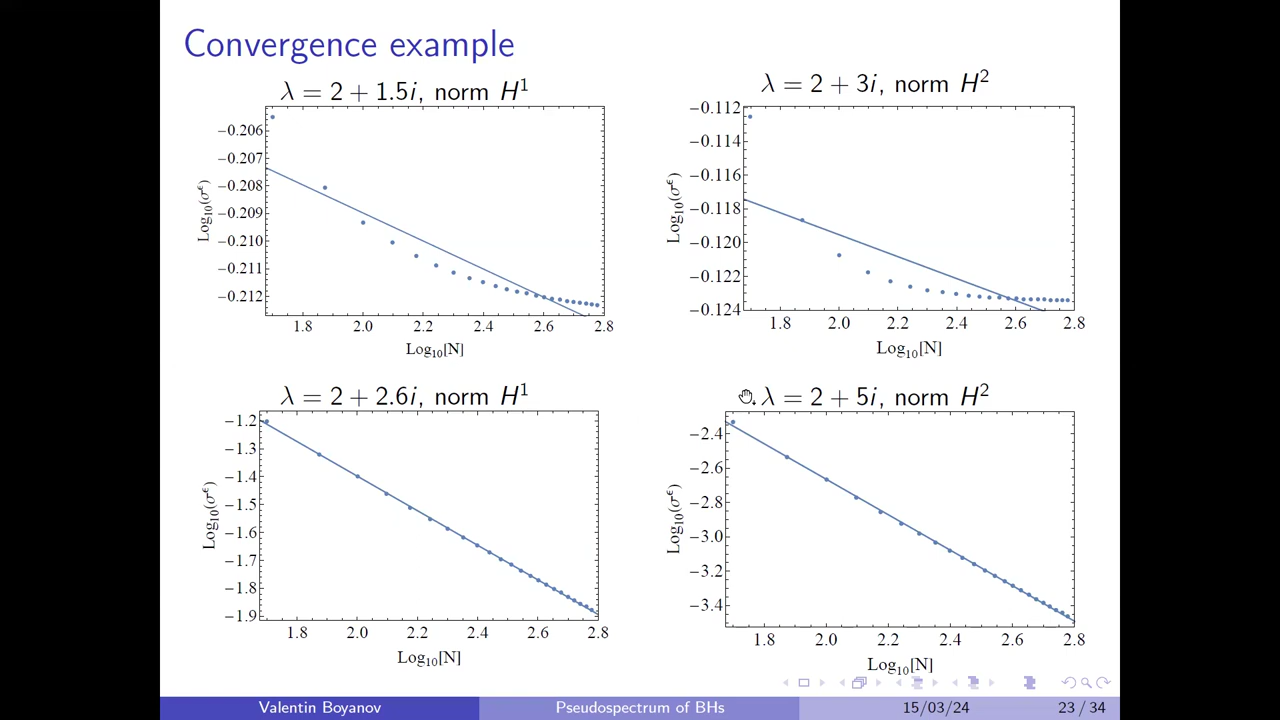 Convergence example
λ = 2 + 1.5i, norm H¹
−0.206
−0.207
−0.208
−0.209
−0.210
−0.211
−0.212
Log₁₀(σ^ϵ)
1.8 2.0 2.2 2.4 2.6 2.8
Log₁₀[N]
λ = 2 + 3i, norm H²
−0.112
−0.114
−0.116
−0.118
−0.120
−0.122
−0.124
Log₁₀(σ^ϵ)
1.8 2.0 2.2 2.4 2.6 2.8
Log₁₀[N]
λ = 2 + 2.6i, norm H¹
−1.2
−1.3
−1.4
−1.5
−1.6
−1.7
−1.8
−1.9
Log₁₀(σ^ϵ)
1.8 2.0 2.2 2.4 2.6 2.8
Log₁₀[N]
λ = 2 + 5i, norm H²
−2.4
−2.6
−2.8
−3.0
−3.2
−3.4
Log₁₀(σ^ϵ)
1.8 2.0 2.2 2.4 2.6 2.8
Log₁₀[N]
Valentin Boyanov Pseudospectrum of BHs 15/03/24 23 / 34